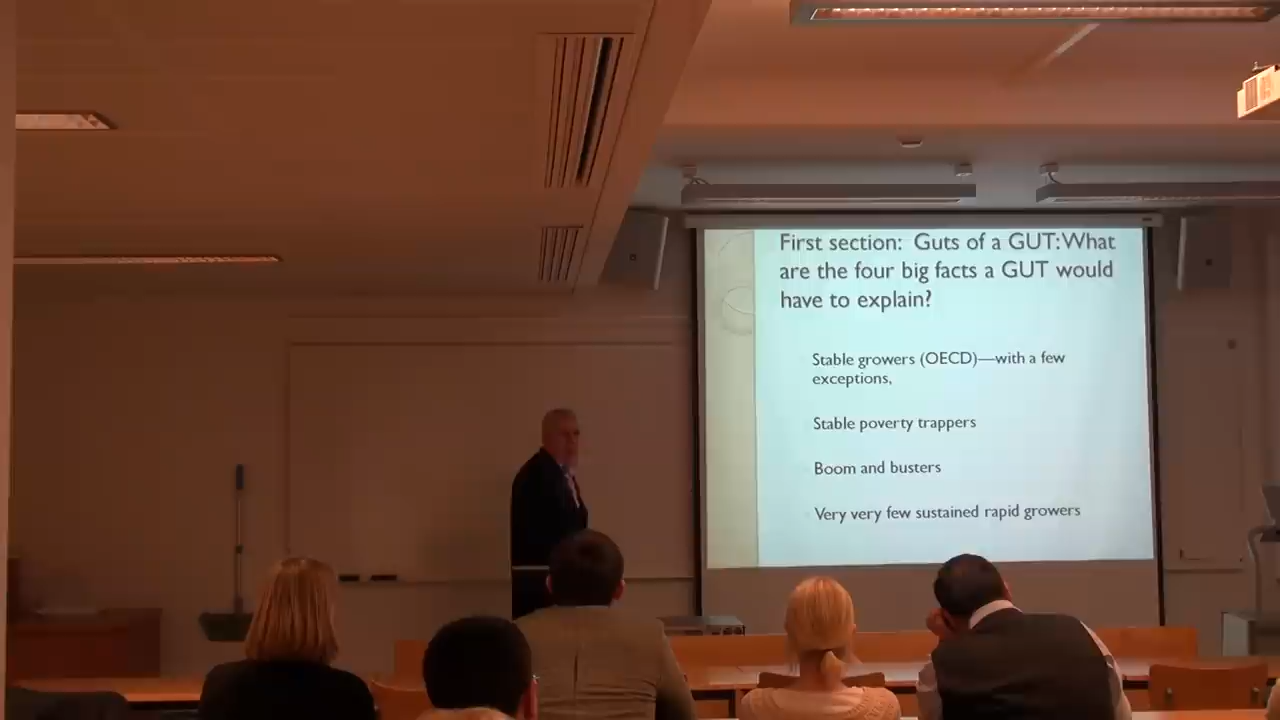 First section: Guts of a GUT:What
are the four big facts a GUT would
have to explain?
Stable growers (OECD)—with a few
exceptions,
Stable poverty trappers
Boom and busters
Very very few sustained rapid growers